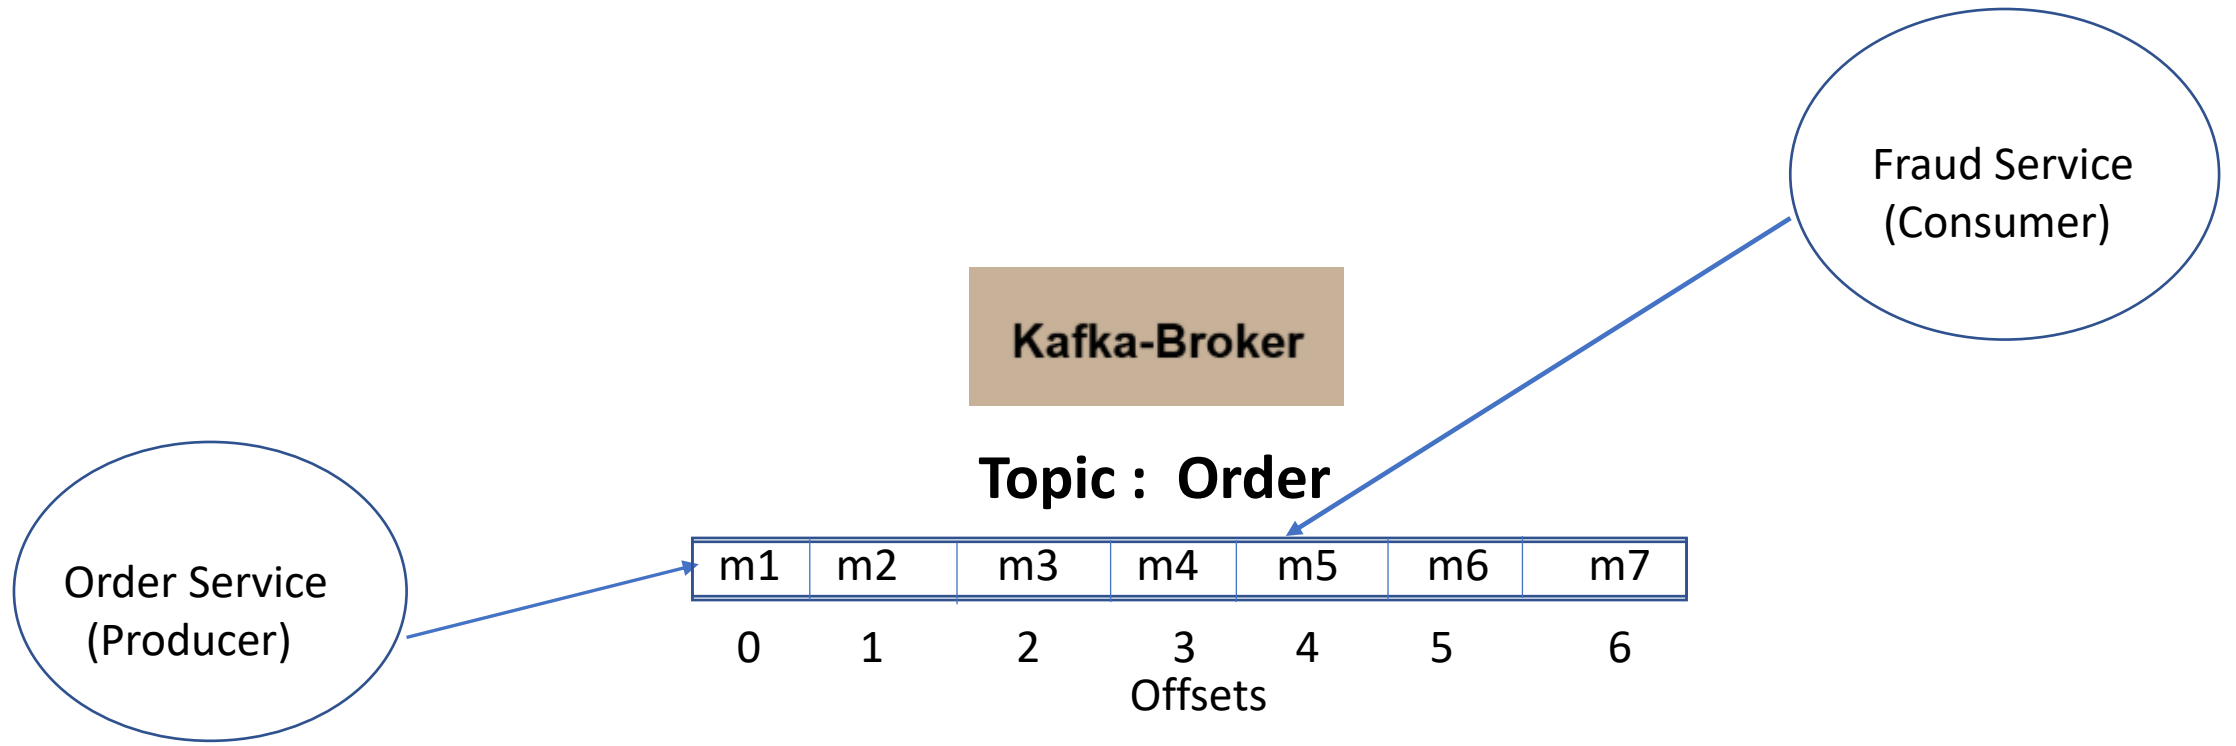 Fraud Service
(Consumer)
Kafka-Broker
Topic : Order
m1 m2 m3 m4 m5 m6 m7
0 1 2 3 4 5 6
Offsets
Order Service
(Producer)